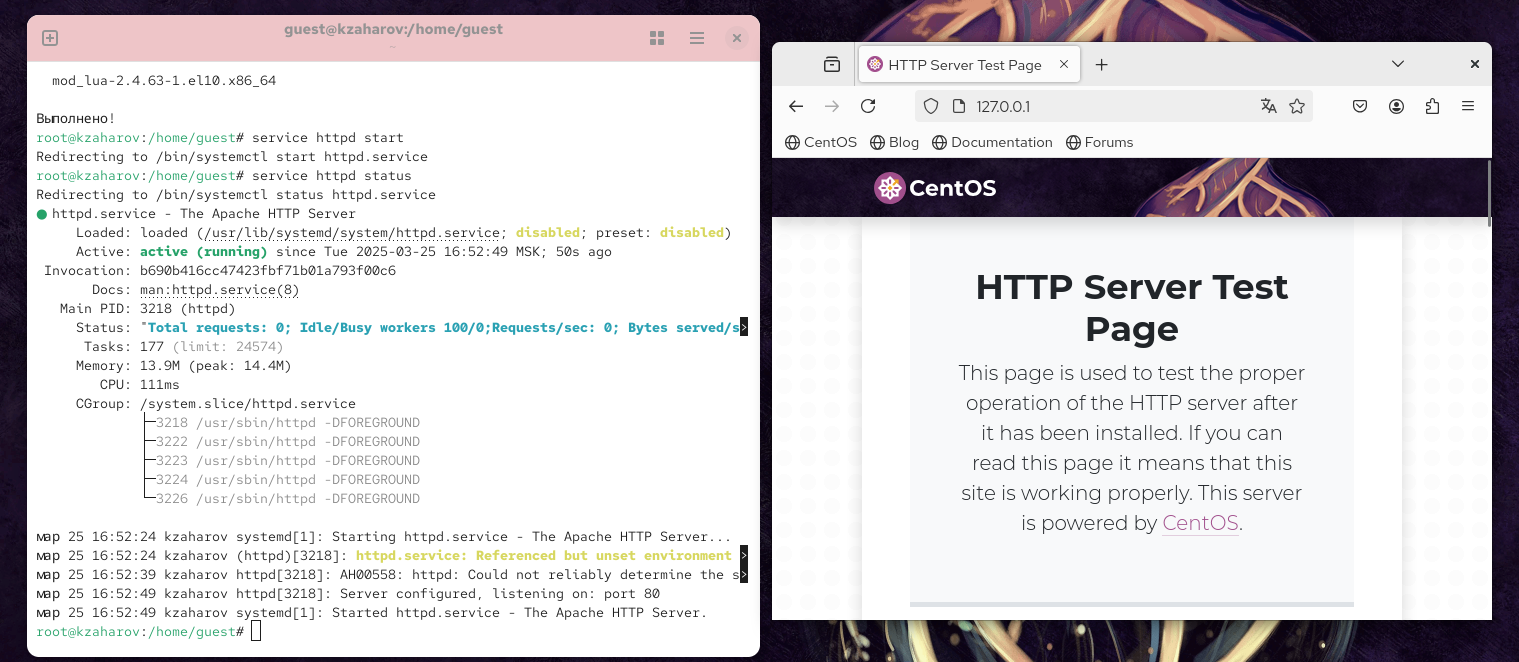 guest@kzaharov:/home/guest
~
mod_lua-2.4.63-1.el10.x86_64
Выполнено!
root@kzaharov:/home/guest# service httpd start
Redirecting to /bin/systemctl start httpd.service
root@kzaharov:/home/guest# service httpd status
Redirecting to /bin/systemctl status httpd.service
● httpd.service - The Apache HTTP Server
Loaded: loaded (/usr/lib/systemd/system/httpd.service; disabled; preset: disabled)
Active: active (running) since Tue 2025-03-25 16:52:49 MSK; 50s ago
Invocation: b690b416cc47423fbf71b01a793f00c6
Docs: man:httpd.service(8)
Main PID: 3218 (httpd)
Status: "Total requests: 0; Idle/Busy workers 100/0;Requests/sec: 0; Bytes served/s>
Tasks: 177 (limit: 24574)
Memory: 13.9M (peak: 14.4M)
CPU: 111ms
CGroup: /system.slice/httpd.service
├─3218 /usr/sbin/httpd -DFOREGROUND
├─3222 /usr/sbin/httpd -DFOREGROUND
├─3223 /usr/sbin/httpd -DFOREGROUND
├─3224 /usr/sbin/httpd -DFOREGROUND
└─3226 /usr/sbin/httpd -DFOREGROUND
мар 25 16:52:24 kzaharov systemd[1]: Starting httpd.service - The Apache HTTP Server...
мар 25 16:52:24 kzaharov (httpd)[3218]: httpd.service: Referenced but unset environment >
мар 25 16:52:39 kzaharov httpd[3218]: AH00558: httpd: Could not reliably determine the s>
мар 25 16:52:49 kzaharov httpd[3218]: Server configured, listening on: port 80
мар 25 16:52:49 kzaharov systemd[1]: Started httpd.service - The Apache HTTP Server.
root@kzaharov:/home/guest#
HTTP Server Test Page
127.0.0.1
CentOS Blog Documentation Forums
CentOS
HTTP Server Test
Page
This page is used to test the proper
operation of the HTTP server after
it has been installed. If you can
read this page it means that this
site is working properly. This server
is powered by CentOS.